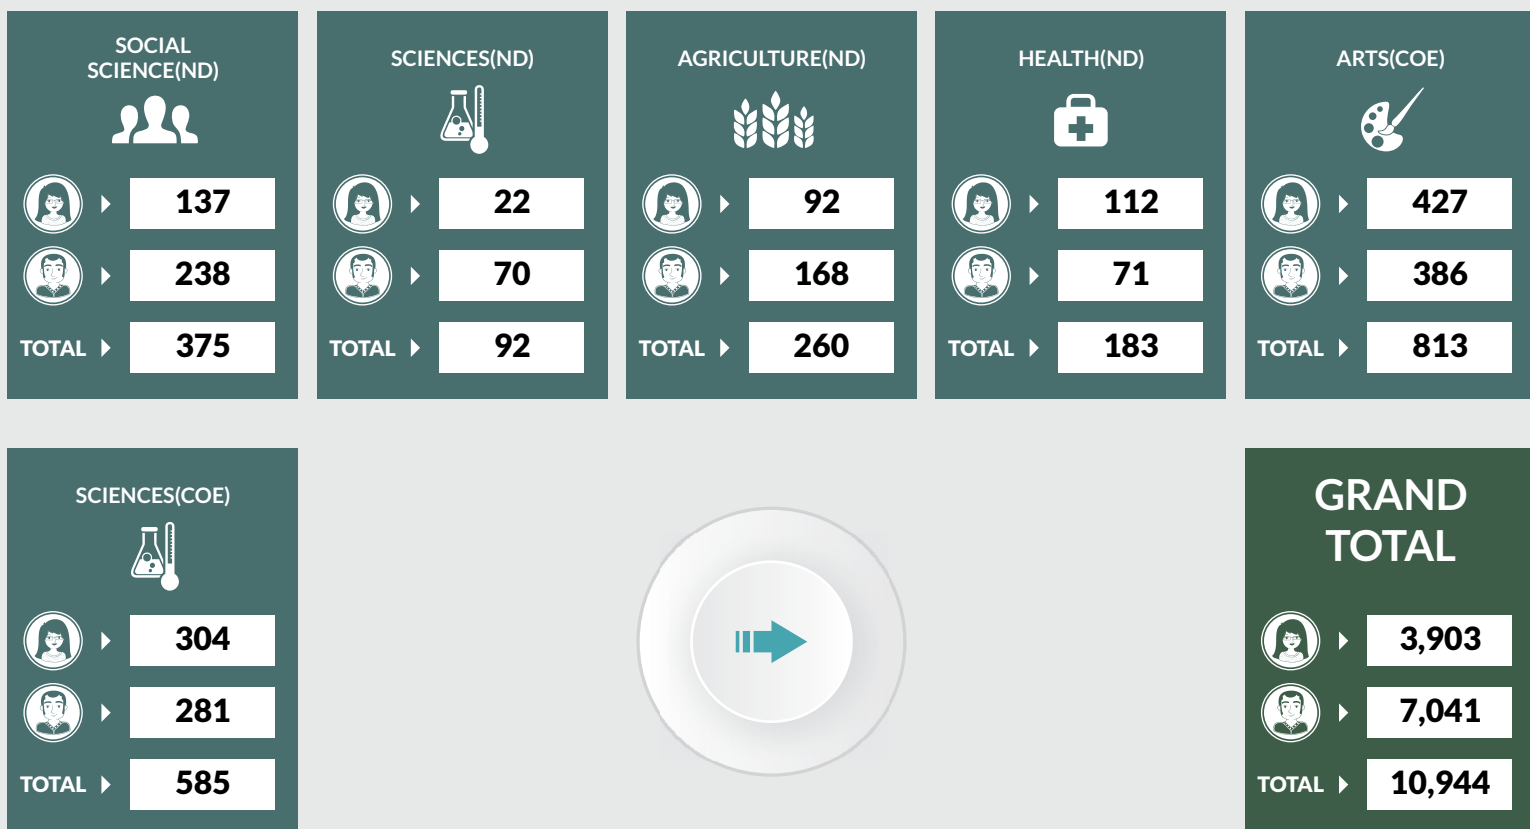 SOCIAL
SCIENCE(ND)
137
238
TOTAL 375
SCIENCES(ND)
22
70
TOTAL 92
AGRICULTURE(ND)
92
168
TOTAL 260
HEALTH(ND)
112
71
TOTAL 183
ARTS(COE)
427
386
TOTAL 813
SCIENCES(COE)
304
281
TOTAL 585
GRAND
TOTAL
3,903
7,041
TOTAL 10,944